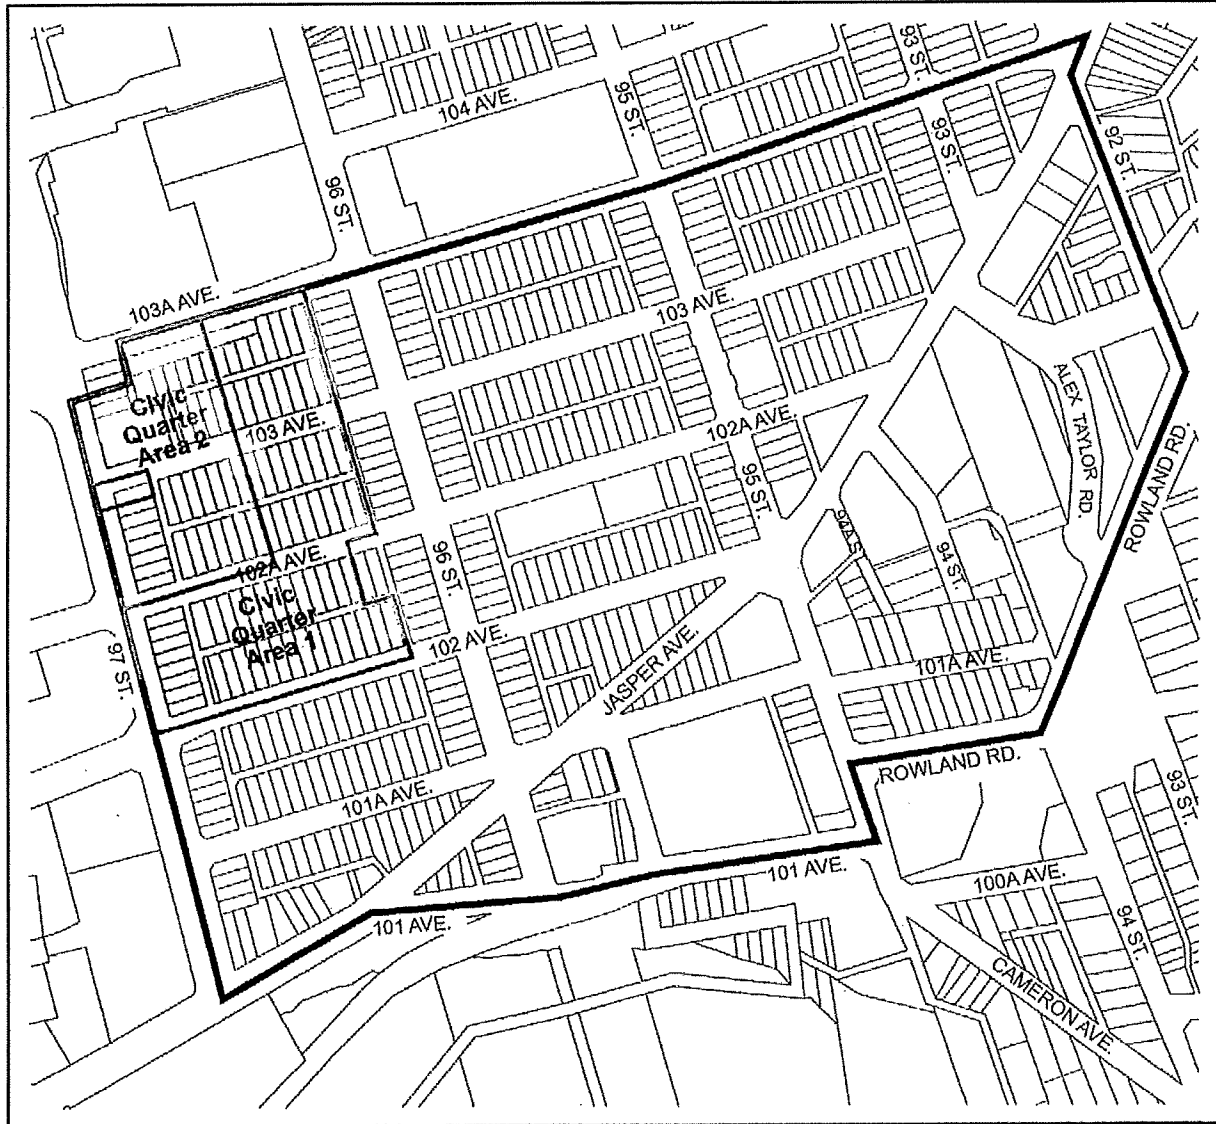 93 ST.
104 AVE.
95 ST.
93 ST.
92 ST.
96 ST.
103A AVE.
103 AVE.
ALEX TAYLOR RD.
Civic
Quarter
Area 2
103 AVE.
102A AVE.
ROWLAND RD.
95 ST.
94A S
94 ST.
96 ST.
102A AVE.
Civic
Quarter
Area 1
102 AVE.
97 ST.
JASPER AVE.
101A AVE.
ROWLAND RD.
101A AVE.
93 ST.
101 AVE.
100A AVE.
101 AVE.
94 ST.
CAMERON AVE.